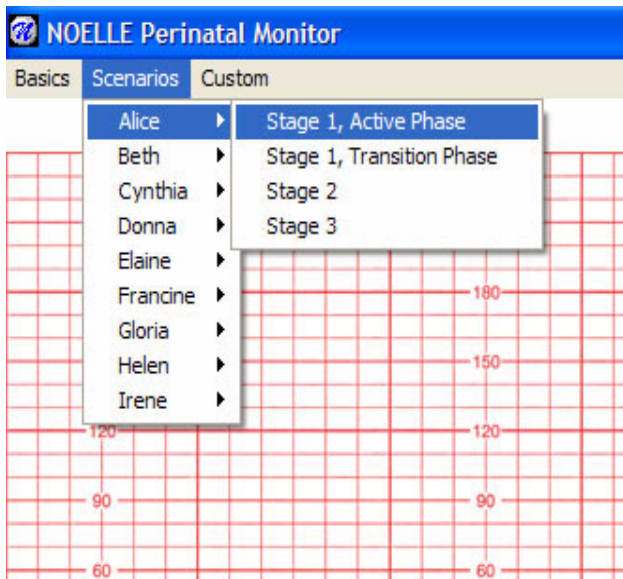 NOELLE Perinatal Monitor
Basics Scenarios Custom
Alice Stage 1, Active Phase
Beth Stage 1, Transition Phase
Cynthia Stage 2
Donna Stage 3
Elaine
Francine 180
Gloria
Helen 150
Irene
120 120
90 90
60 60